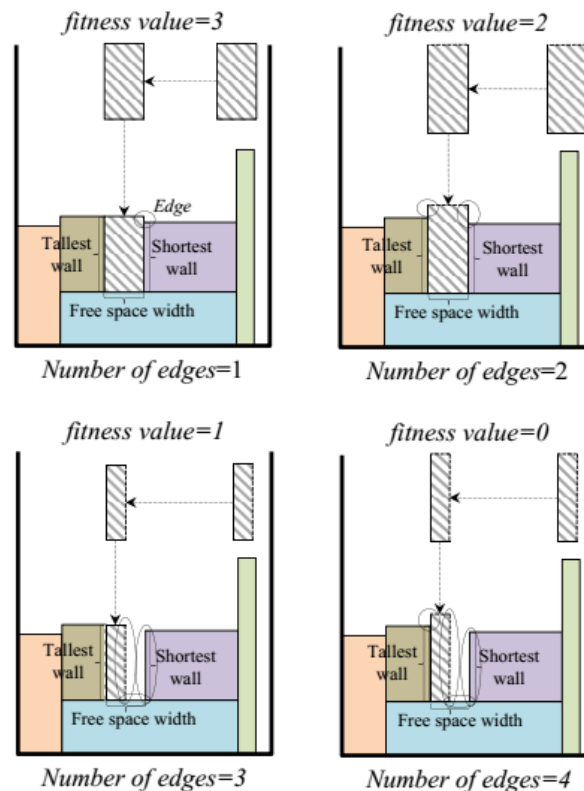 fitness value=3
Edge
Tallest
wall
Shortest
wall
Free space width
Number of edges=1
fitness value=2
Tallest
wall
Shortest
wall
Free space width
Number of edges=2
fitness value=1
Tallest
wall
Shortest
wall
Free space width
Number of edges=3
fitness value=0
Tallest
wall
Shortest
wall
Free space width
Number of edges=4